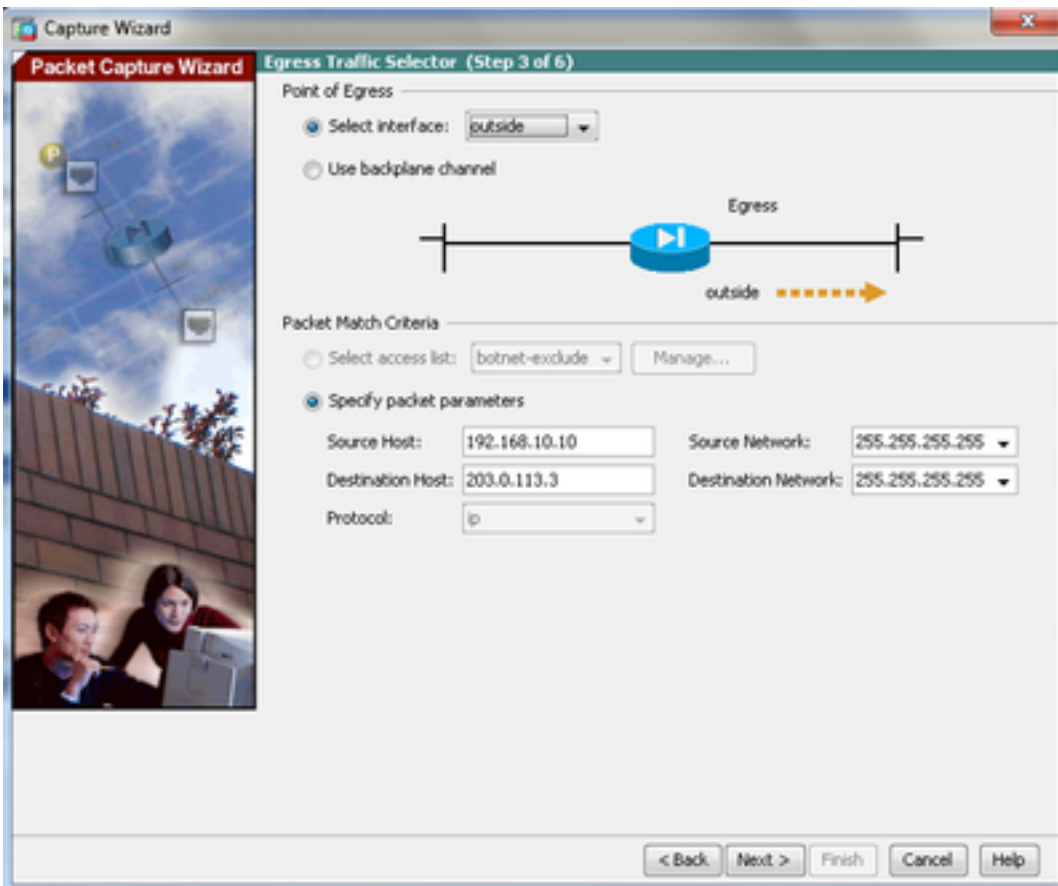 Capture Wizard
Packet Capture Wizard
Egress Traffic Selector (Step 3 of 6)
Point of Egress
Select interface: outside
Use backplane channel
Egress
outside
Packet Match Criteria
Select access list: botnet-exclude Manage...
Specify packet parameters
Source Host: 192.168.10.10 Source Network: 255.255.255.255
Destination Host: 203.0.113.3 Destination Network: 255.255.255.255
Protocol: ip
< Back Next > Finish Cancel Help